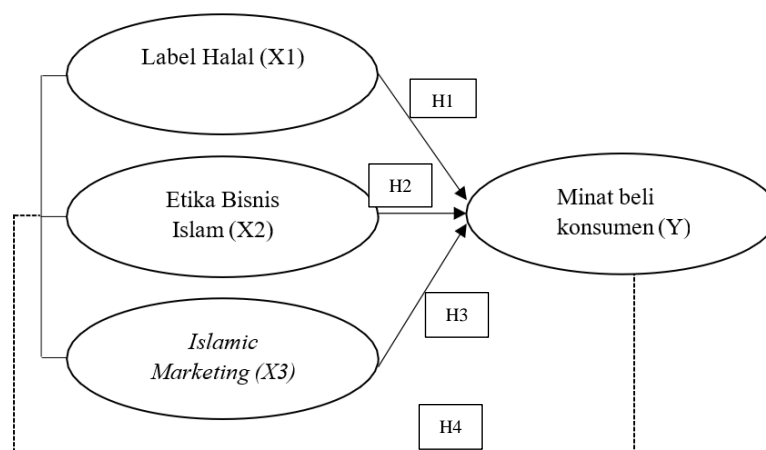 Label Halal (X1)
H1
Etika Bisnis
Islam (X2)
H2
Minat beli
konsumen (Y)
Islamic
Marketing (X3)
H3
H4